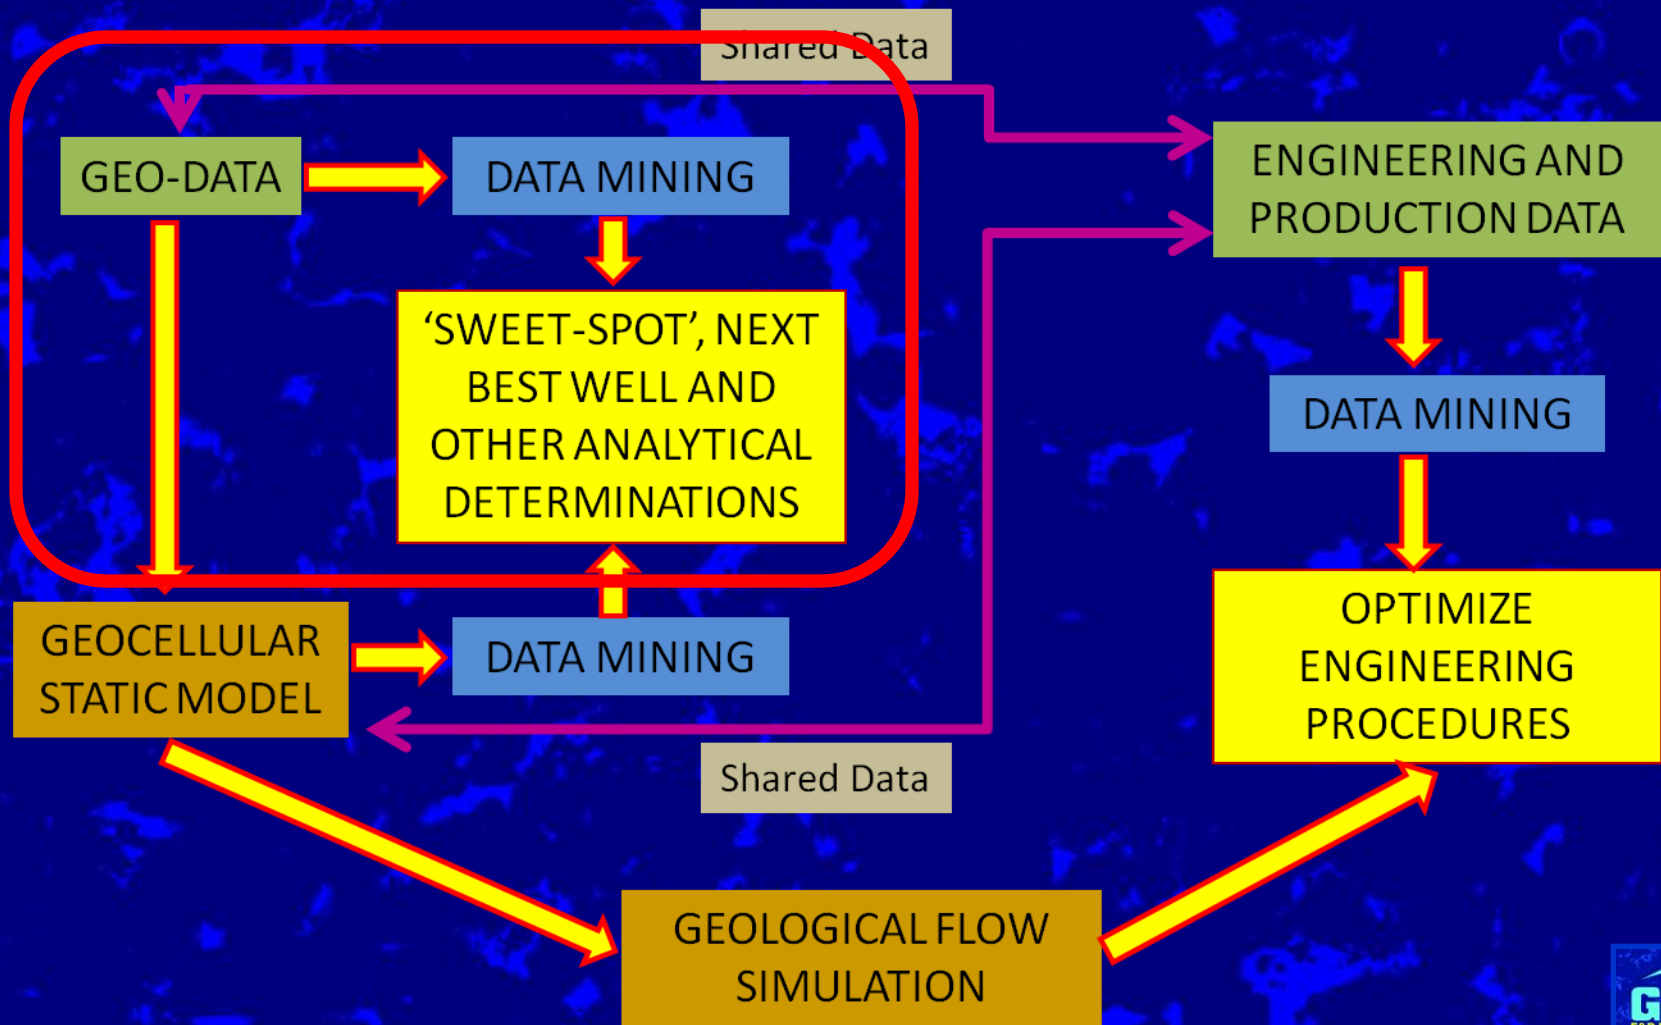 Shared Data
GEO-DATA
DATA MINING
ENGINEERING AND
PRODUCTION DATA
‘SWEET-SPOT’, NEXT
BEST WELL AND
OTHER ANALYTICAL
DETERMINATIONS
DATA MINING
GEOCELLULAR
STATIC MODEL
DATA MINING
OPTIMIZE
ENGINEERING
PROCEDURES
Shared Data
GEOLOGICAL FLOW
SIMULATION
G